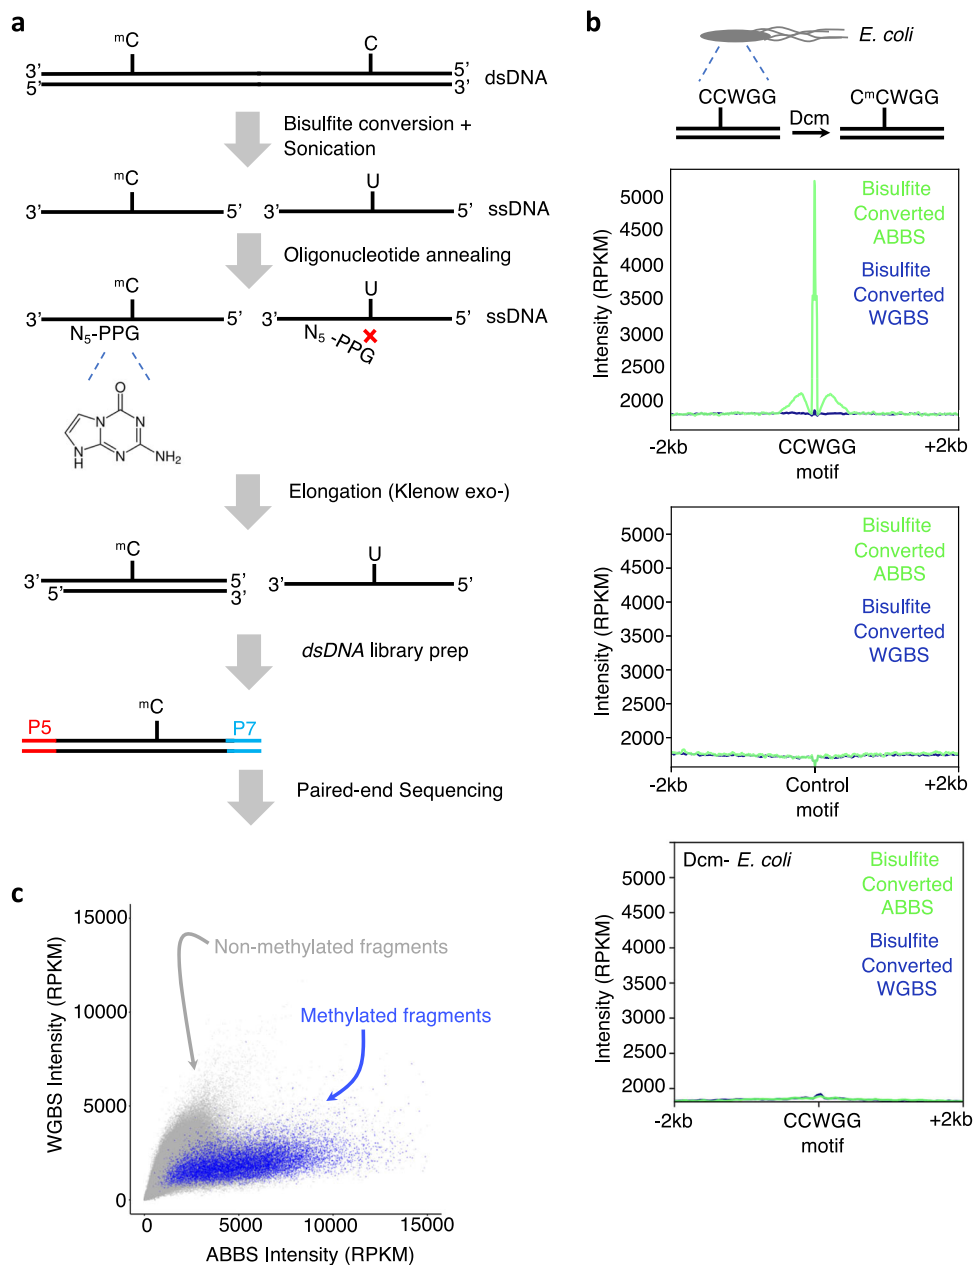 a
mC
C
3’
5’
5’
3’
dsDNA
Bisulfite conversion +
Sonication
mC
U
3’
5’
3’
5’
ssDNA
Oligonucleotide annealing
mC
U
3’
5’
3’
5’
ssDNA
N5-PPG
N5 -PPG
O
N
N
N
N
H
NH2
Elongation (Klenow exo-)
mC
U
3’
5’
3’
5’
5’
3’
dsDNA library prep
mC
P5
P7
Paired-end Sequencing
b
E. coli
CCWGG
CmCWGG
Dcm
Intensity (RPKM)
5000
4500
4000
3500
3000
2500
2000
Bisulfite
Converted
ABBS
Bisulfite
Converted
WGBS
-2kb
CCWGG
motif
+2kb
Intensity (RPKM)
5000
4500
4000
3500
3000
2500
2000
Bisulfite
Converted
ABBS
Bisulfite
Converted
WGBS
-2kb
Control
motif
+2kb
Dcm- E. coli
Intensity (RPKM)
5000
4500
4000
3500
3000
2500
2000
Bisulfite
Converted
ABBS
Bisulfite
Converted
WGBS
-2kb
CCWGG
motif
+2kb
c
WGBS Intensity (RPKM)
15000
10000
5000
0
Non-methylated fragments
Methylated fragments
0
5000
10000
15000
ABBS Intensity (RPKM)